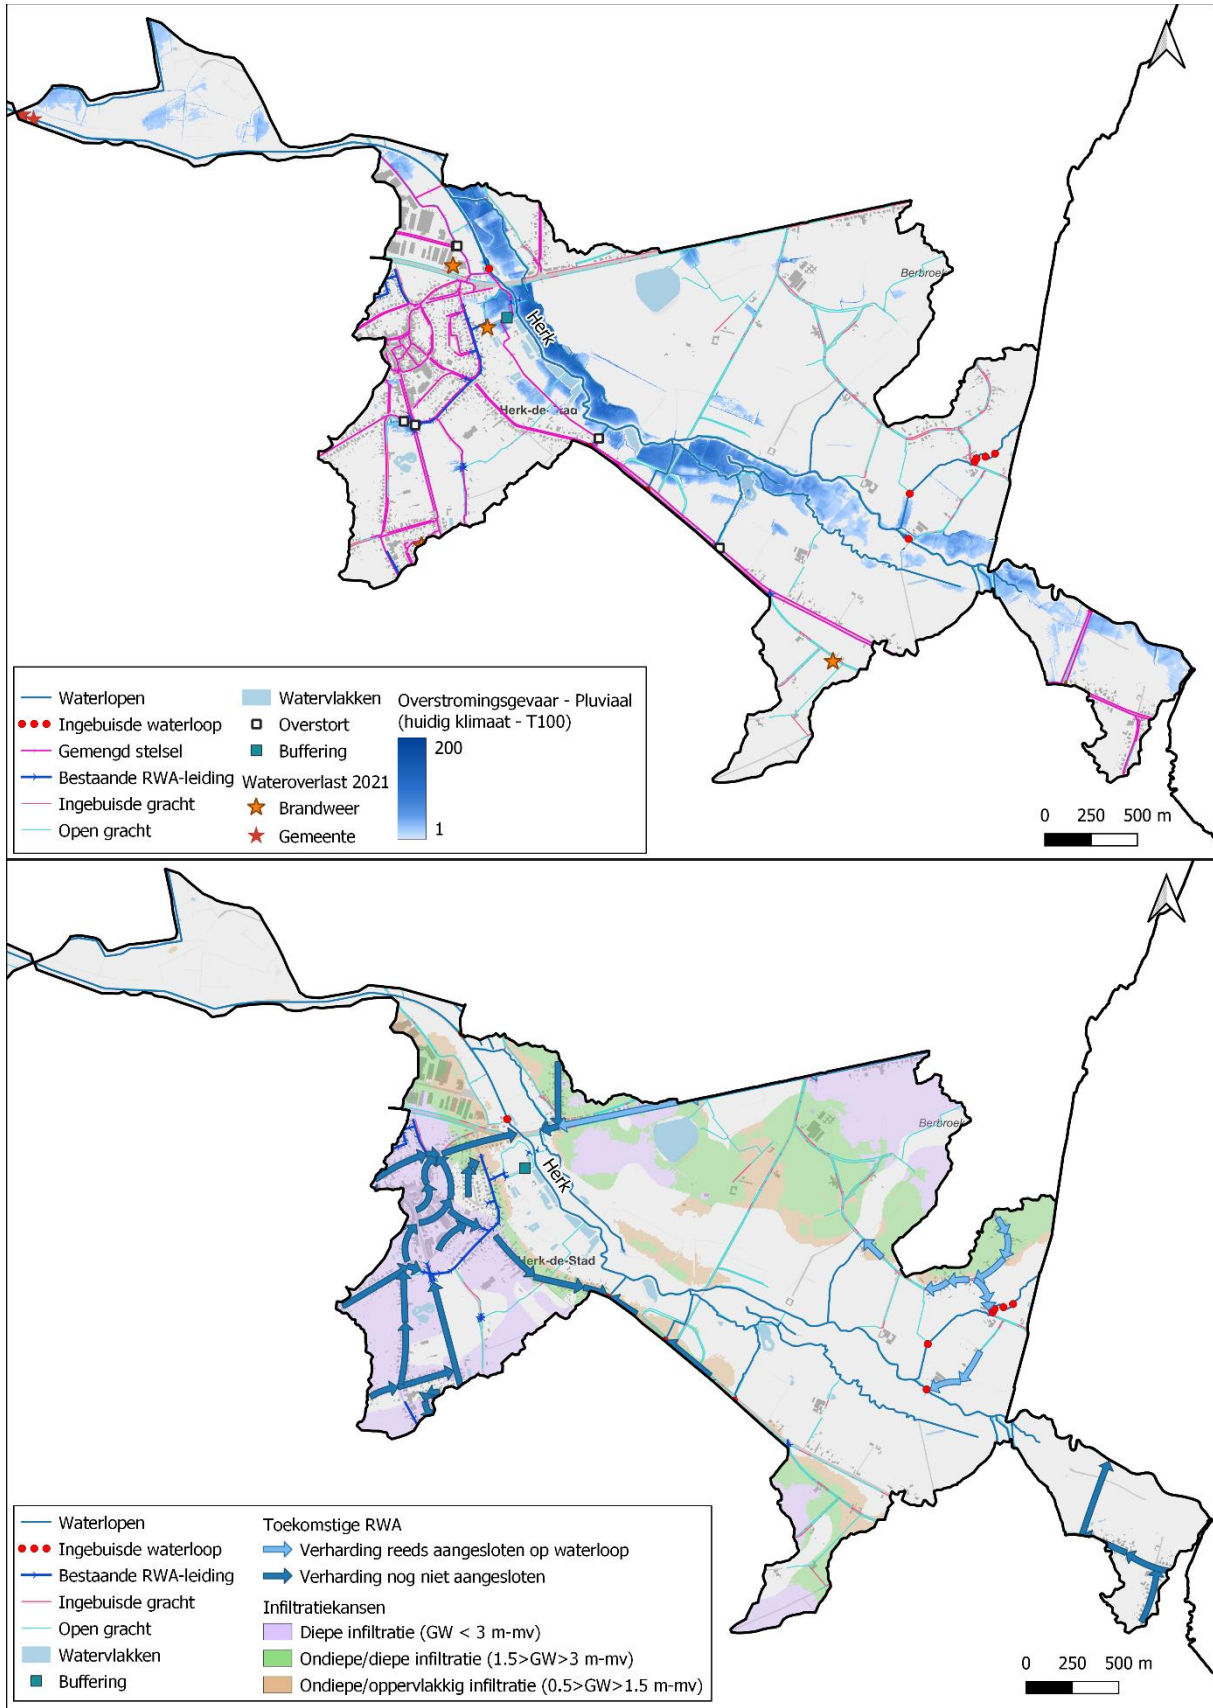 Berbroek
Herk
Herk-de-Stad
Waterlopen
Ingebuisde waterloop
Gemengd stelsel
Bestaande RWA-leiding
Ingebuisde gracht
Open gracht
Watervlakken
Overstort
Buffering
Wateroverlast 2021
Brandweer
Gemeente
Overstromingsgevaar - Pluviaal
(huidig klimaat - T100)
200
1
0 250 500 m
Berbroek
Herk
Herk-de-Stad
Waterlopen
Ingebuisde waterloop
Bestaande RWA-leiding
Ingebuisde gracht
Open gracht
Watervlakken
Buffering
Toekomstige RWA
Verharding reeds aangesloten op waterloop
Verharding nog niet aangesloten
Infiltratiekansen
Diepe infiltratie (GW < 3 m-mv)
Ondiepe/diepe infiltratie (1.5>GW>3 m-mv)
Ondiepe/oppervlakkig infiltratie (0.5>GW>1.5 m-mv)
0 250 500 m